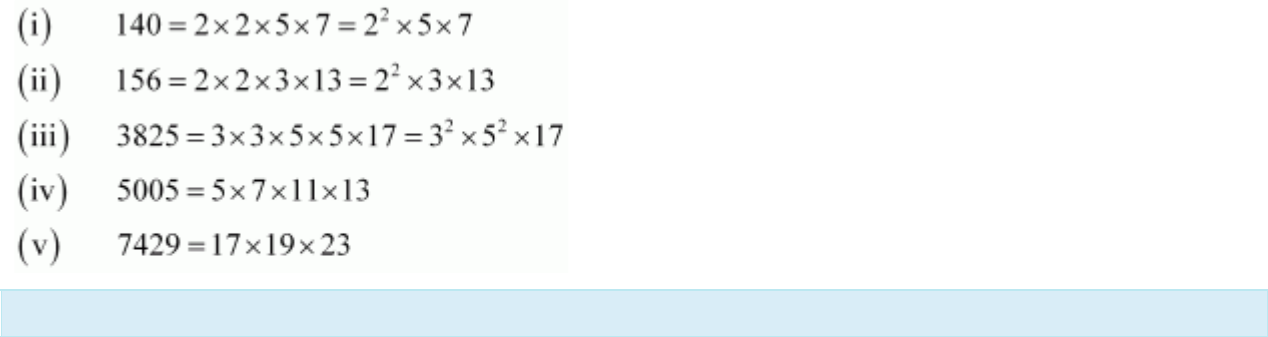 (i) 140 = 2×2×5×7 = 2² ×5×7
(ii) 156 = 2×2×3×13 = 2² ×3×13
(iii) 3825 = 3×3×5×5×17 = 3² ×5² ×17
(iv) 5005 = 5×7×11×13
(v) 7429 = 17×19×23